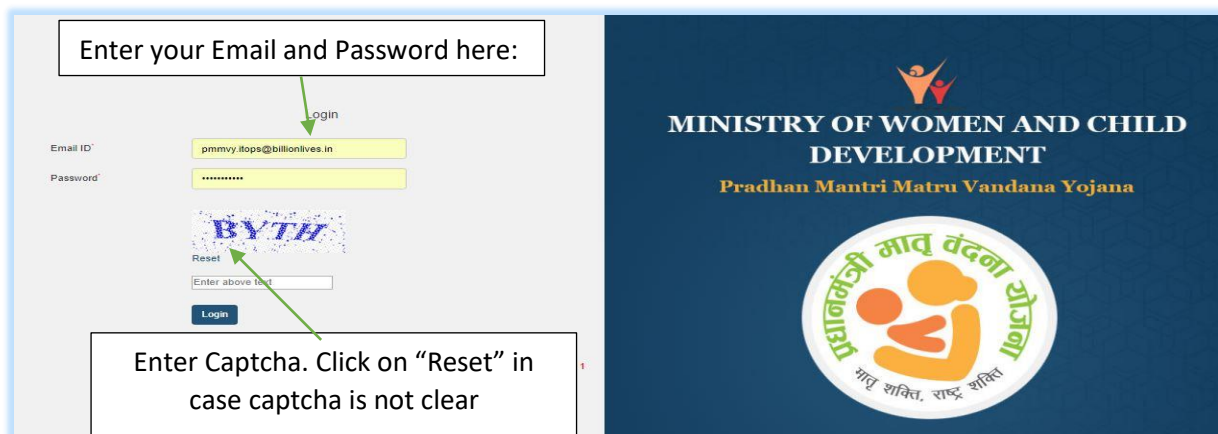 Enter your Email and Password here:
Login
Email ID*
pmmvy.itops@billionlives.in
Password*
•••••••••••
BYTH
Reset
Enter above text
Login
Enter Captcha. Click on “Reset” in
case captcha is not clear
1
MINISTRY OF WOMEN AND CHILD
DEVELOPMENT
Pradhan Mantri Matru Vandana Yojana
प्रधानमंत्री मातृ वंदना योजना
मातृ शक्ति, राष्ट्र शक्ति